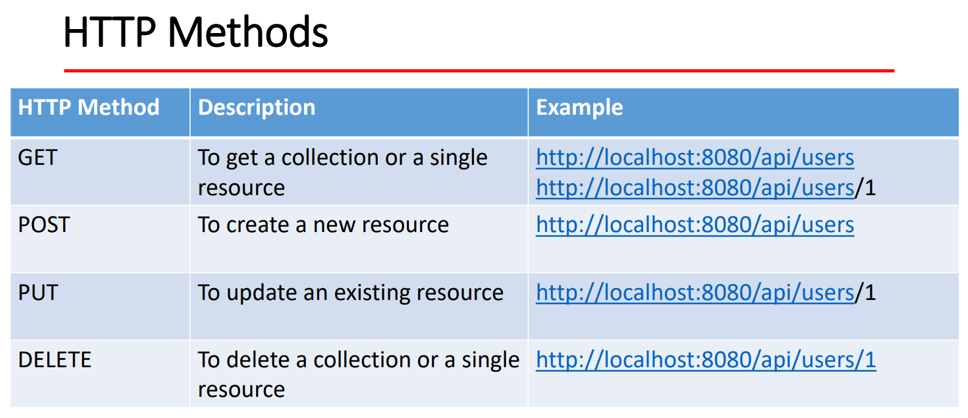 HTTP Methods
HTTP Method Description Example
GET To get a collection or a single http://localhost:8080/api/users
resource http://localhost:8080/api/users/1
POST To create a new resource http://localhost:8080/api/users
PUT To update an existing resource http://localhost:8080/api/users/1
DELETE To delete a collection or a single http://localhost:8080/api/users/1
resource